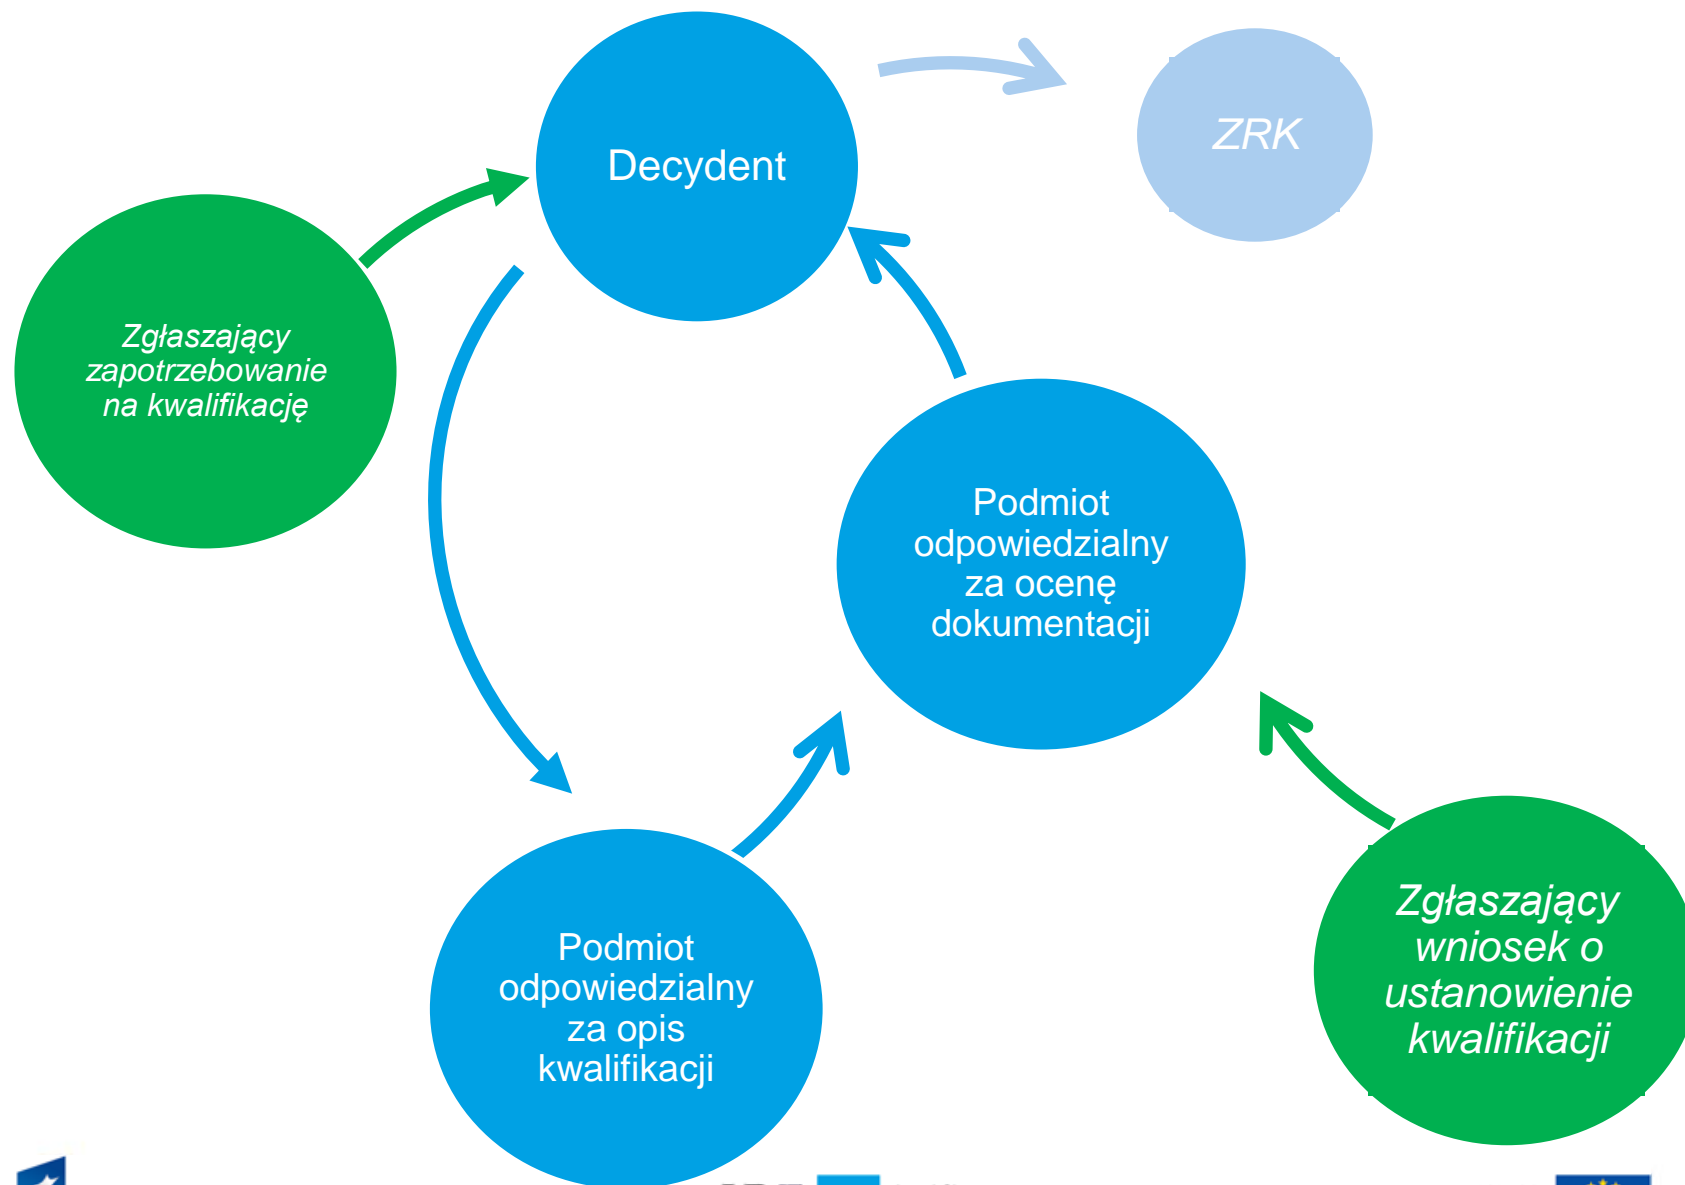 Decydent
ZRK
Zgłaszający
zapotrzebowanie
na kwalifikację
Podmiot
odpowiedzialny
za ocenę
dokumentacji
Podmiot
odpowiedzialny
za opis
kwalifikacji
Zgłaszający
wniosek o
ustanowienie
kwalifikacji